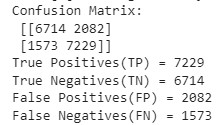 Confusion Matrix:
[[6714 2082]
[1573 7229]]
True Positives(TP) = 7229
True Negatives(TN) = 6714
False Positives(FP) = 2082
False Negatives(FN) = 1573